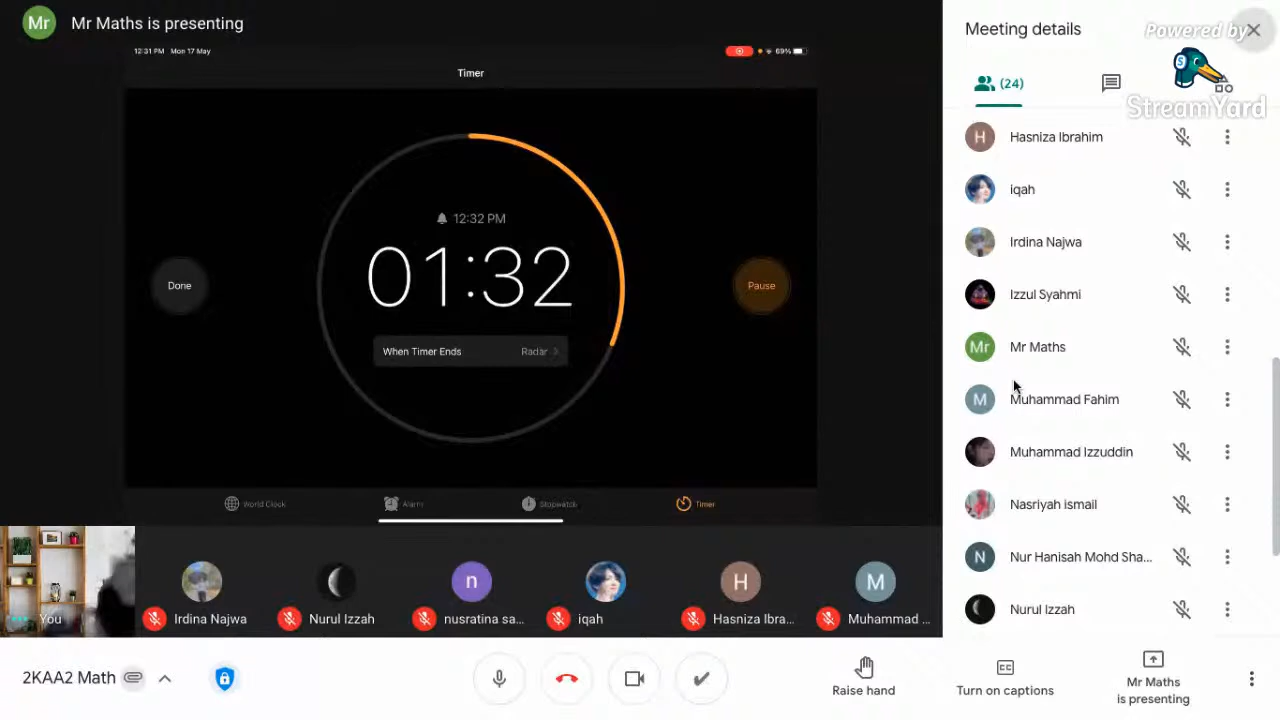 Mr
Mr Maths is presenting
12:31 PM Mon 17 May
69%
Timer
12:32 PM
01:32
Done
Pause
When Timer Ends
Radar
World Clock
Alarm
Stopwatch
Timer
You
Irdina Najwa
Nurul Izzah
n
nusratina sa...
iqah
H
Hasniza Ibra...
M
Muhammad ...
2KAA2 Math
Raise hand
CC
Turn on captions
Mr Maths
is presenting
Meeting details
Powered by
StreamYard
(24)
H
Hasniza Ibrahim
iqah
Irdina Najwa
Izzul Syahmi
Mr
Mr Maths
M
Muhammad Fahim
Muhammad Izzuddin
Nasriyah ismail
N
Nur Hanisah Mohd Sha...
Nurul Izzah